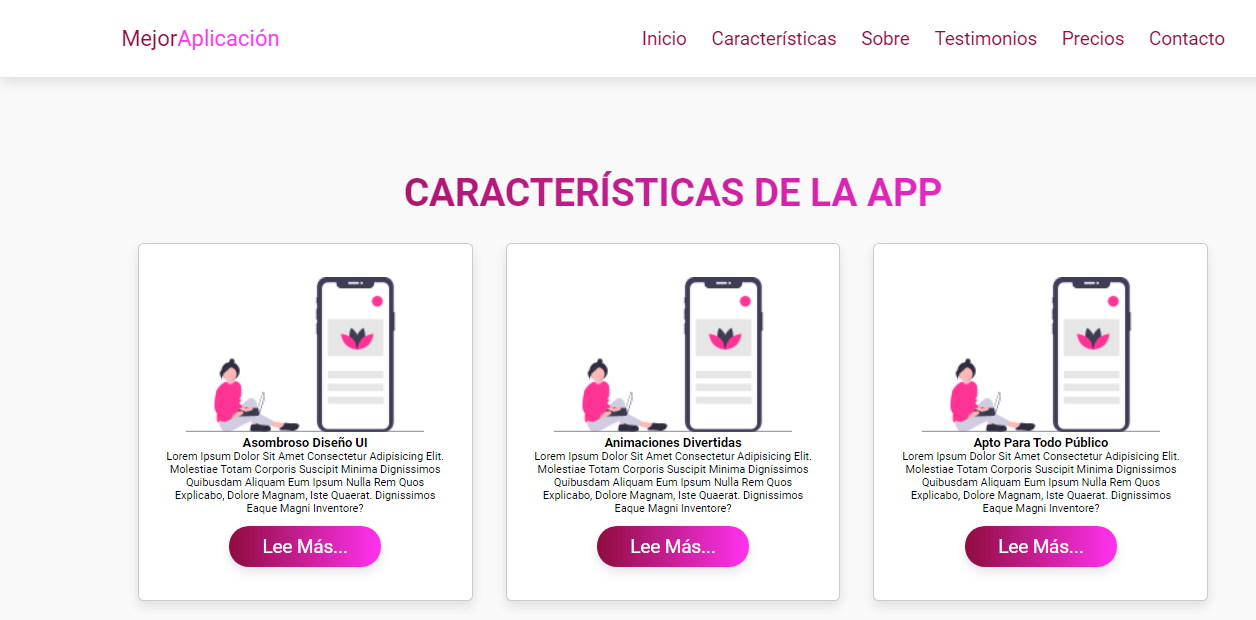 MejorAplicación
Inicio Características Sobre Testimonios Precios Contacto
CARACTERÍSTICAS DE LA APP
Asombroso Diseño UI
Lorem Ipsum Dolor Sit Amet Consectetur Adipisicing Elit.
Molestiae Totam Corporis Suscipit Minima Dignissimos
Quibusdam Aliquam Eum Ipsum Nulla Rem Quos
Explicabo, Dolore Magnam, Iste Quaerat. Dignissimos
Eaque Magni Inventore?
Lee Más...
Animaciones Divertidas
Lorem Ipsum Dolor Sit Amet Consectetur Adipisicing Elit.
Molestiae Totam Corporis Suscipit Minima Dignissimos
Quibusdam Aliquam Eum Ipsum Nulla Rem Quos
Explicabo, Dolore Magnam, Iste Quaerat. Dignissimos
Eaque Magni Inventore?
Lee Más...
Apto Para Todo Público
Lorem Ipsum Dolor Sit Amet Consectetur Adipisicing Elit.
Molestiae Totam Corporis Suscipit Minima Dignissimos
Quibusdam Aliquam Eum Ipsum Nulla Rem Quos
Explicabo, Dolore Magnam, Iste Quaerat. Dignissimos
Eaque Magni Inventore?
Lee Más...